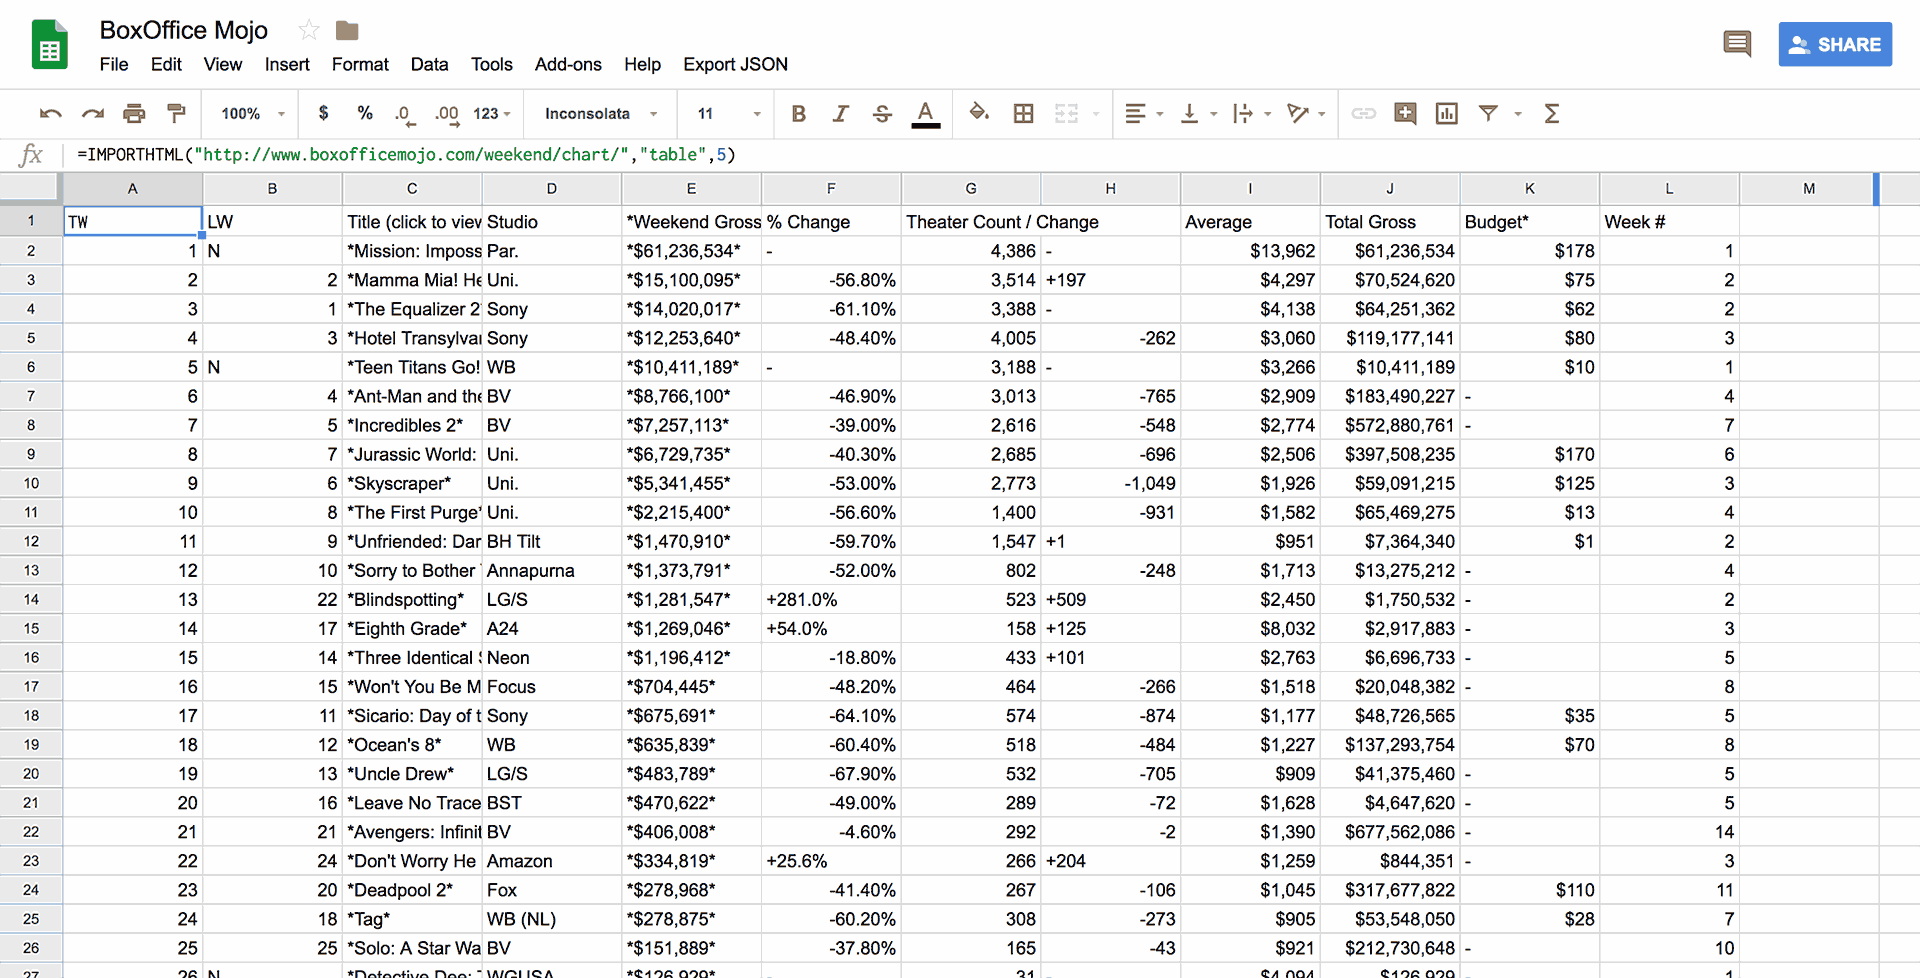 BoxOffice Mojo
File Edit View Insert Format Data Tools Add-ons Help Export JSON
SHARE
100% $ % .0 .00 123 Inconsolata 11 B I S A Σ
fx =IMPORTHTML("http://www.boxofficemojo.com/weekend/chart/","table",5)
A B C D E F G H I J K L M
1 TW LW Title (click to view Studio *Weekend Gross % Change Theater Count / Change Average Total Gross Budget* Week #
2 1 N *Mission: Imposs Par. *$61,236,534* - 4,386 - $13,962 $61,236,534 $178 1
3 2 2 *Mamma Mia! He Uni. *$15,100,095* -56.80% 3,514 +197 $4,297 $70,524,620 $75 2
4 3 1 *The Equalizer 2* Sony *$14,020,017* -61.10% 3,388 - $4,138 $64,251,362 $62 2
5 4 3 *Hotel Transylvan Sony *$12,253,640* -48.40% 4,005 -262 $3,060 $119,177,141 $80 3
6 5 N *Teen Titans Go! WB *$10,411,189* - 3,188 - $3,266 $10,411,189 $10 1
7 6 4 *Ant-Man and the BV *$8,766,100* -46.90% 3,013 -765 $2,909 $183,490,227 - 4
8 7 5 *Incredibles 2* BV *$7,257,113* -39.00% 2,616 -548 $2,774 $572,880,761 - 7
9 8 7 *Jurassic World: Uni. *$6,729,735* -40.30% 2,685 -696 $2,506 $397,508,235 $170 6
10 9 6 *Skyscraper* Uni. *$5,341,455* -53.00% 2,773 -1,049 $1,926 $59,091,215 $125 3
11 10 8 *The First Purge* Uni. *$2,215,400* -56.60% 1,400 -931 $1,582 $65,469,275 $13 4
12 11 9 *Unfriended: Dar BH Tilt *$1,470,910* -59.70% 1,547 +1 $951 $7,364,340 $1 2
13 12 10 *Sorry to Bother Annapurna *$1,373,791* -52.00% 802 -248 $1,713 $13,275,212 - 4
14 13 22 *Blindspotting* LG/S *$1,281,547* +281.0% 523 +509 $2,450 $1,750,532 - 2
15 14 17 *Eighth Grade* A24 *$1,269,046* +54.0% 158 +125 $8,032 $2,917,883 - 3
16 15 14 *Three Identical Neon *$1,196,412* -18.80% 433 +101 $2,763 $6,696,733 - 5
17 16 15 *Won't You Be M Focus *$704,445* -48.20% 464 -266 $1,518 $20,048,382 - 8
18 17 11 *Sicario: Day of t Sony *$675,691* -64.10% 574 -874 $1,177 $48,726,565 $35 5
19 18 12 *Ocean's 8* WB *$635,839* -60.40% 518 -484 $1,227 $137,293,754 $70 8
20 19 13 *Uncle Drew* LG/S *$483,789* -67.90% 532 -705 $909 $41,375,460 - 5
21 20 16 *Leave No Trace BST *$470,622* -49.00% 289 -72 $1,628 $4,647,620 - 5
22 21 21 *Avengers: Infinit BV *$406,008* -4.60% 292 -2 $1,390 $677,562,086 - 14
23 22 24 *Don't Worry He Amazon *$334,819* +25.6% 266 +204 $1,259 $844,351 - 3
24 23 20 *Deadpool 2* Fox *$278,968* -41.40% 267 -106 $1,045 $317,677,822 $110 11
25 24 18 *Tag* WB (NL) *$278,875* -60.20% 308 -273 $905 $53,548,050 $28 7
26 25 25 *Solo: A Star Wa BV *$151,889* -37.80% 165 -43 $921 $212,730,648 - 10
27 26 N *Detective Dee: WGUSA *$126,929* - 31 - $4,094 $126,929 1